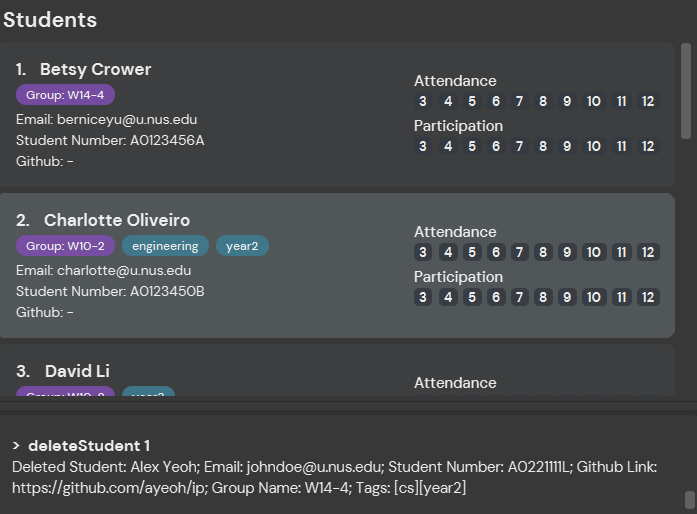 Students
1. Betsy Crower
Group: W14-4
Email: berniceyu@u.nus.edu
Student Number: A0123456A
Github: -
Attendance
3 4 5 6 7 8 9 10 11 12
Participation
3 4 5 6 7 8 9 10 11 12
2. Charlotte Oliveiro
Group: W10-2 engineering year2
Email: charlotte@u.nus.edu
Student Number: A0123450B
Github: -
Attendance
3 4 5 6 7 8 9 10 11 12
Participation
3 4 5 6 7 8 9 10 11 12
3. David Li
Attendance
> deleteStudent 1
Deleted Student: Alex Yeoh; Email: johndoe@u.nus.edu; Student Number: A0221111L; Github Link:
https://github.com/ayeoh/ip; Group Name: W14-4; Tags: [cs][year2]